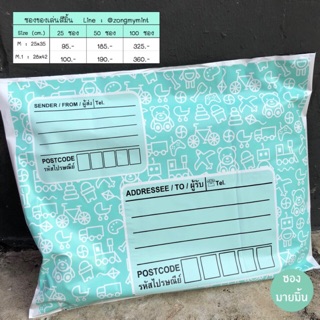 ซองของเล่นสีมิ้น Line : @zongmymint
Size (cm.) 25 ซอง 50 ซอง 100 ซอง
M : 25x35 95.- 185.- 325.-
M.1 : 28x42 100.- 190.- 360.-
SENDER / FROM / ผู้ส่ง Tel.
POSTCODE
รหัสไปรษณีย์
ADDRESSEE / TO / ผู้รับ Tel.
POSTCODE
รหัสไปรษณีย์
ซอง
มายมิ้น